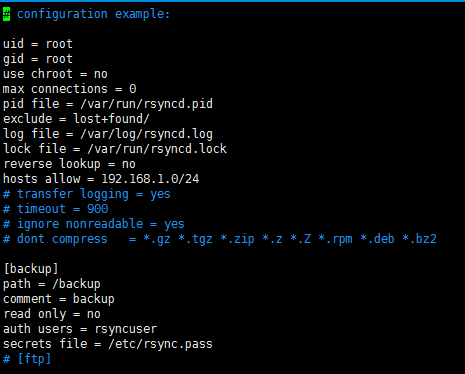 # configuration example:
uid = root
gid = root
use chroot = no
max connections = 0
pid file = /var/run/rsyncd.pid
exclude = lost+found/
log file = /var/log/rsyncd.log
lock file = /var/run/rsyncd.lock
reverse lookup = no
hosts allow = 192.168.1.0/24
# transfer logging = yes
# timeout = 900
# ignore nonreadable = yes
# dont compress   = *.gz *.tgz *.zip *.z *.Z *.rpm *.deb *.bz2
[backup]
path = /backup
comment = backup
read only = no
auth users = rsyncuser
secrets file = /etc/rsync.pass
# [ftp]